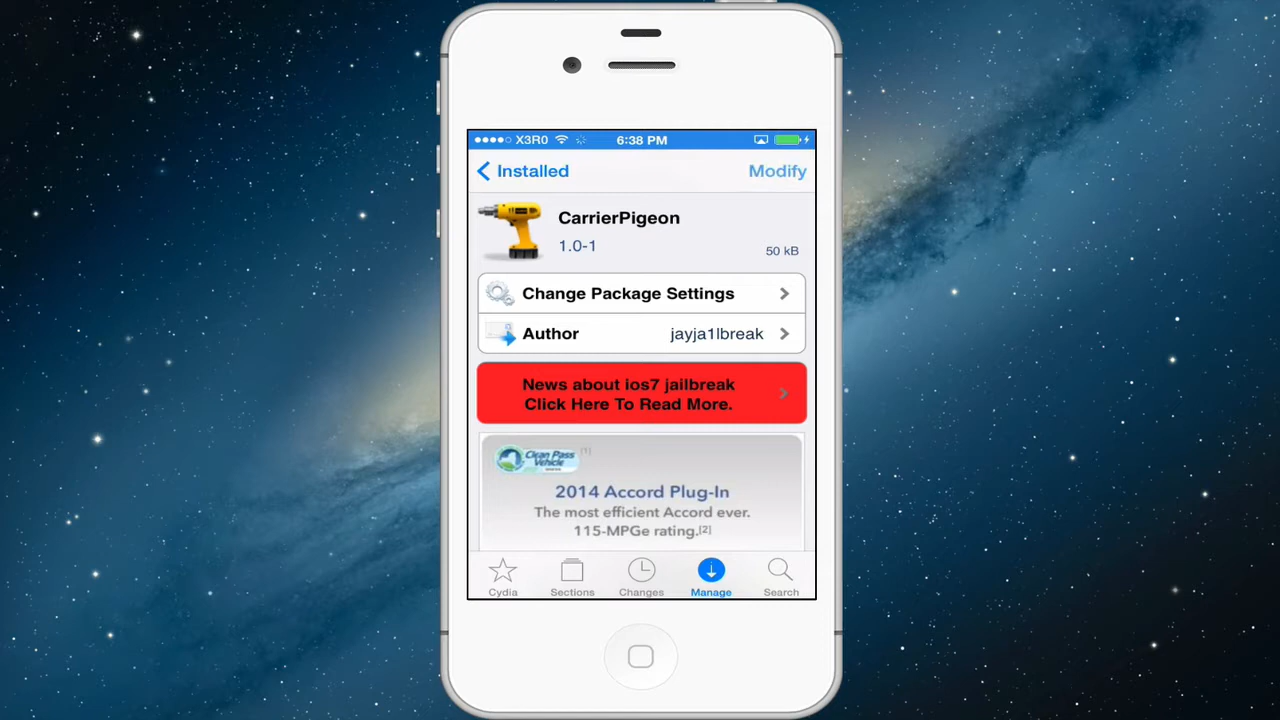 X3R0 6:38 PM
Installed Modify
CarrierPigeon
1.0-1
50 kB
Change Package Settings
Author jayja1lbreak
News about ios7 jailbreak
Click Here To Read More.
Clean Pass [1]
Vehicle
2014 Accord Plug-In
The most efficient Accord ever.
115-MPGe rating.[2]
Cydia Sections Changes Manage Search